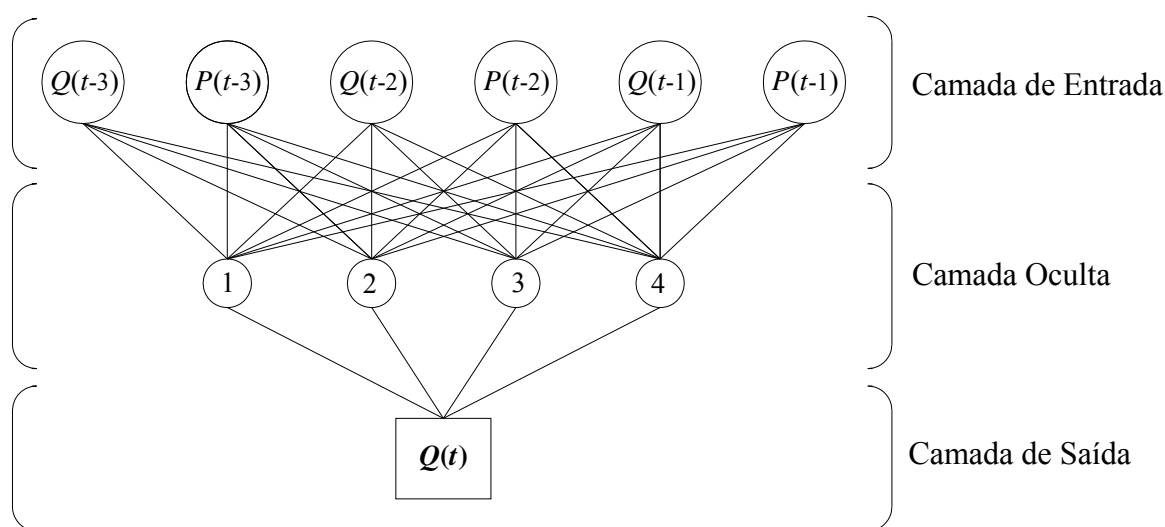 Q(t-3) P(t-3) Q(t-2) P(t-2) Q(t-1) P(t-1)
Camada de Entrada
1 2 3 4
Camada Oculta
Q(t)
Camada de Saída